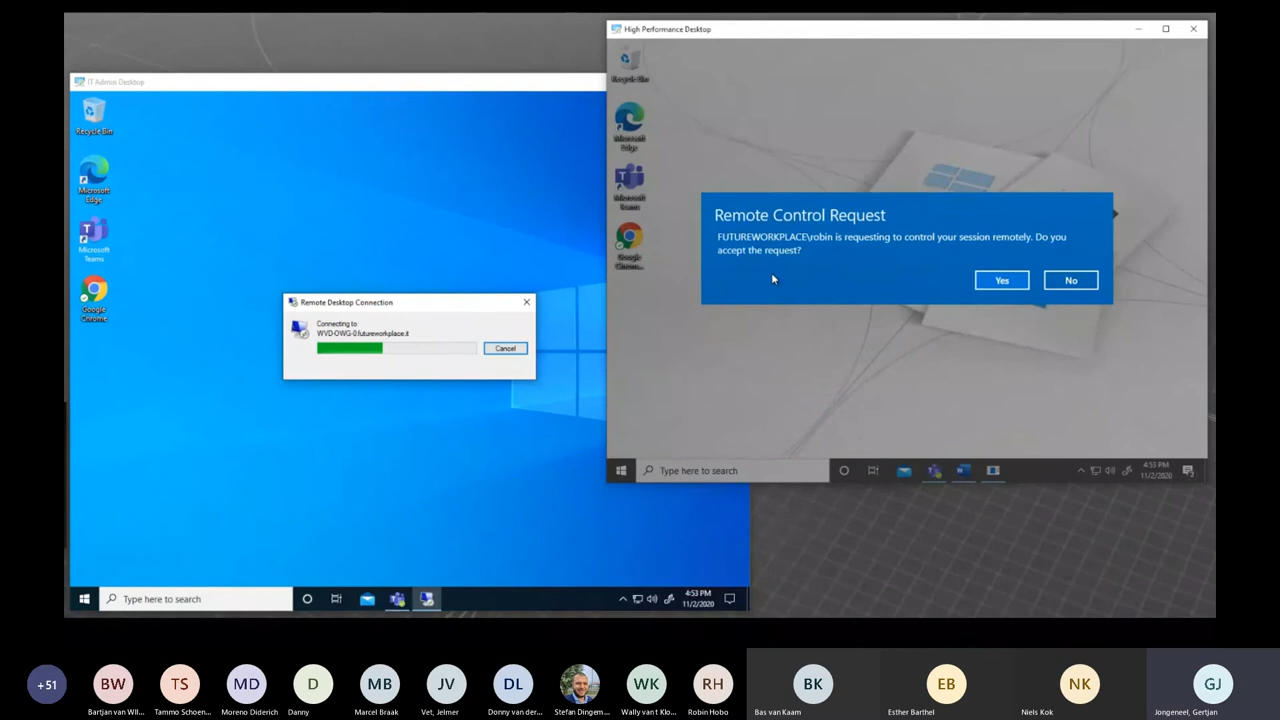 High Performance Desktop
IT Admin Desktop
Recycle Bin
Microsoft
Edge
Microsoft
Teams
Google
Chrome
Remote Desktop Connection
Connecting to:
WVD-OWG-0.futureworkplace.it
Cancel
Type here to search
4:53 PM
11/2/2020
Recycle Bin
Microsoft
Edge
Microsoft
Teams
Google
Chrom...
Remote Control Request
FUTUREWORKPLACE\robin is requesting to control your session remotely. Do you
accept the request?
Yes
No
Type here to search
4:53 PM
11/2/2020
+51
BW
TS
MD
D
MB
JV
DL
WK
RH
BK
EB
NK
GJ
Bartjan van Wil...
Tammo Schoen...
Moreno Diderich
Danny
Marcel Braak
Vet, Jelmer
Donny van der...
Stefan Dingem...
Wally van t Klo...
Robin Hobo
Bas van Kaam
Esther Barthel
Niels Kok
Jongeneel, Gertjan